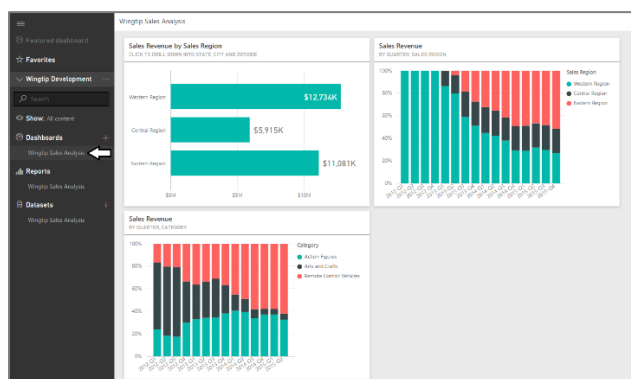 Wingtip Sales Analysis
Featured dashboard
Favorites
Wingtip Development
Search
Show: All content
Dashboards
Wingtip Sales Analysis
Reports
Wingtip Sales Analysis
Datasets
Wingtip Sales Analysis
Sales Revenue by Sales Region
CLICK TO DRILL DOWN INTO STATE, CITY AND ZIPCODE
Western Region
$12,734K
Central Region
$5,915K
Eastern Region
$11,081K
$0M
$5M
$10M
Sales Revenue
BY QUARTER, SALES REGION
100%
80%
60%
40%
20%
0%
Sales Region
Western Region
Central Region
Eastern Region
Sales Revenue
BY QUARTER, CATEGORY
100%
80%
60%
40%
20%
0%
Category
Action Figures
Arts and Crafts
Remote Control Vehicles